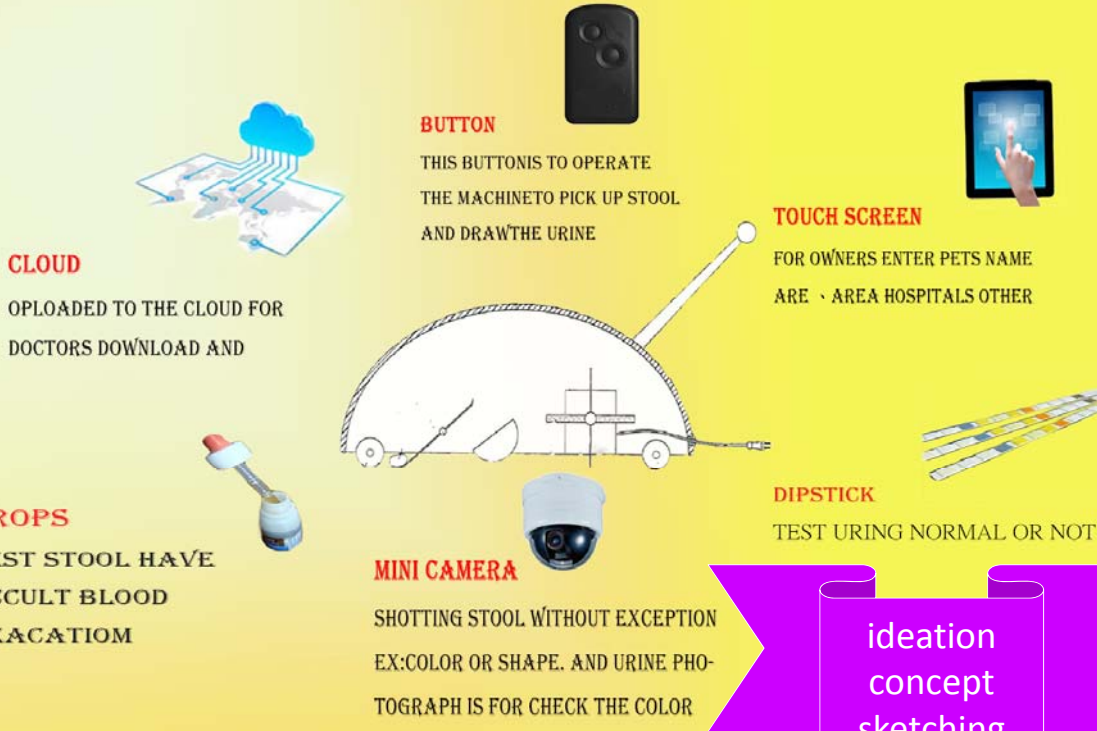 BUTTON
THIS BUTTONIS TO OPERATE
THE MACHINETO PICK UP STOOL
AND DRAWTHE URINE
TOUCH SCREEN
FOR OWNERS ENTER PETS NAME
ARE 、AREA HOSPITALS OTHER
CLOUD
OPLOADED TO THE CLOUD FOR
DOCTORS DOWNLOAD AND
DIPSTICK
TEST URING NORMAL OR NOT
ROPS
ST STOOL HAVE
CULT BLOOD
ACATIOM
MINI CAMERA
SHOTTING STOOL WITHOUT EXCEPTION
EX:COLOR OR SHAPE. AND URINE PHO-
TOGRAPH IS FOR CHECK THE COLOR
ideation
concept
sketching